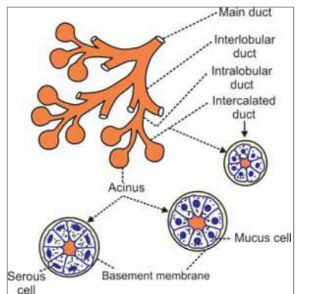 Main duct
Interlobular
duct
Intralobular
duct
Intercalated
duct
Acinus
Mucus cell
Serous
cell
Basement membrane